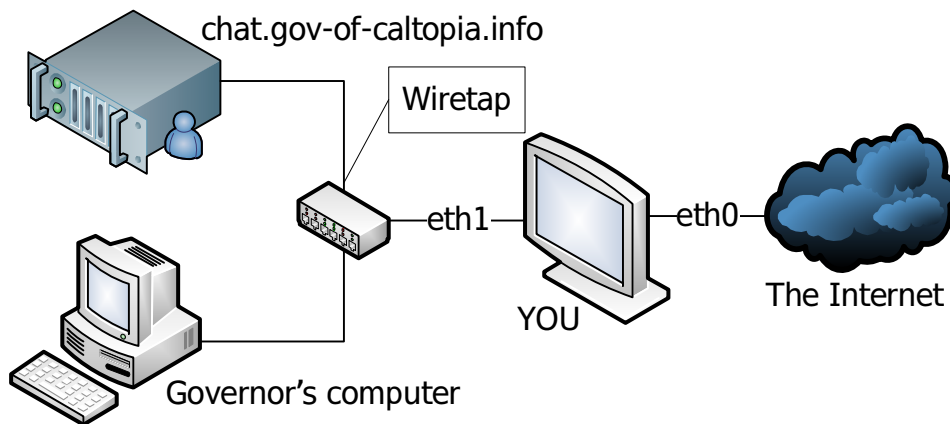 chat.gov-of-caltopia.info
Wiretap
eth1
eth0
YOU
The Internet
Governor's computer